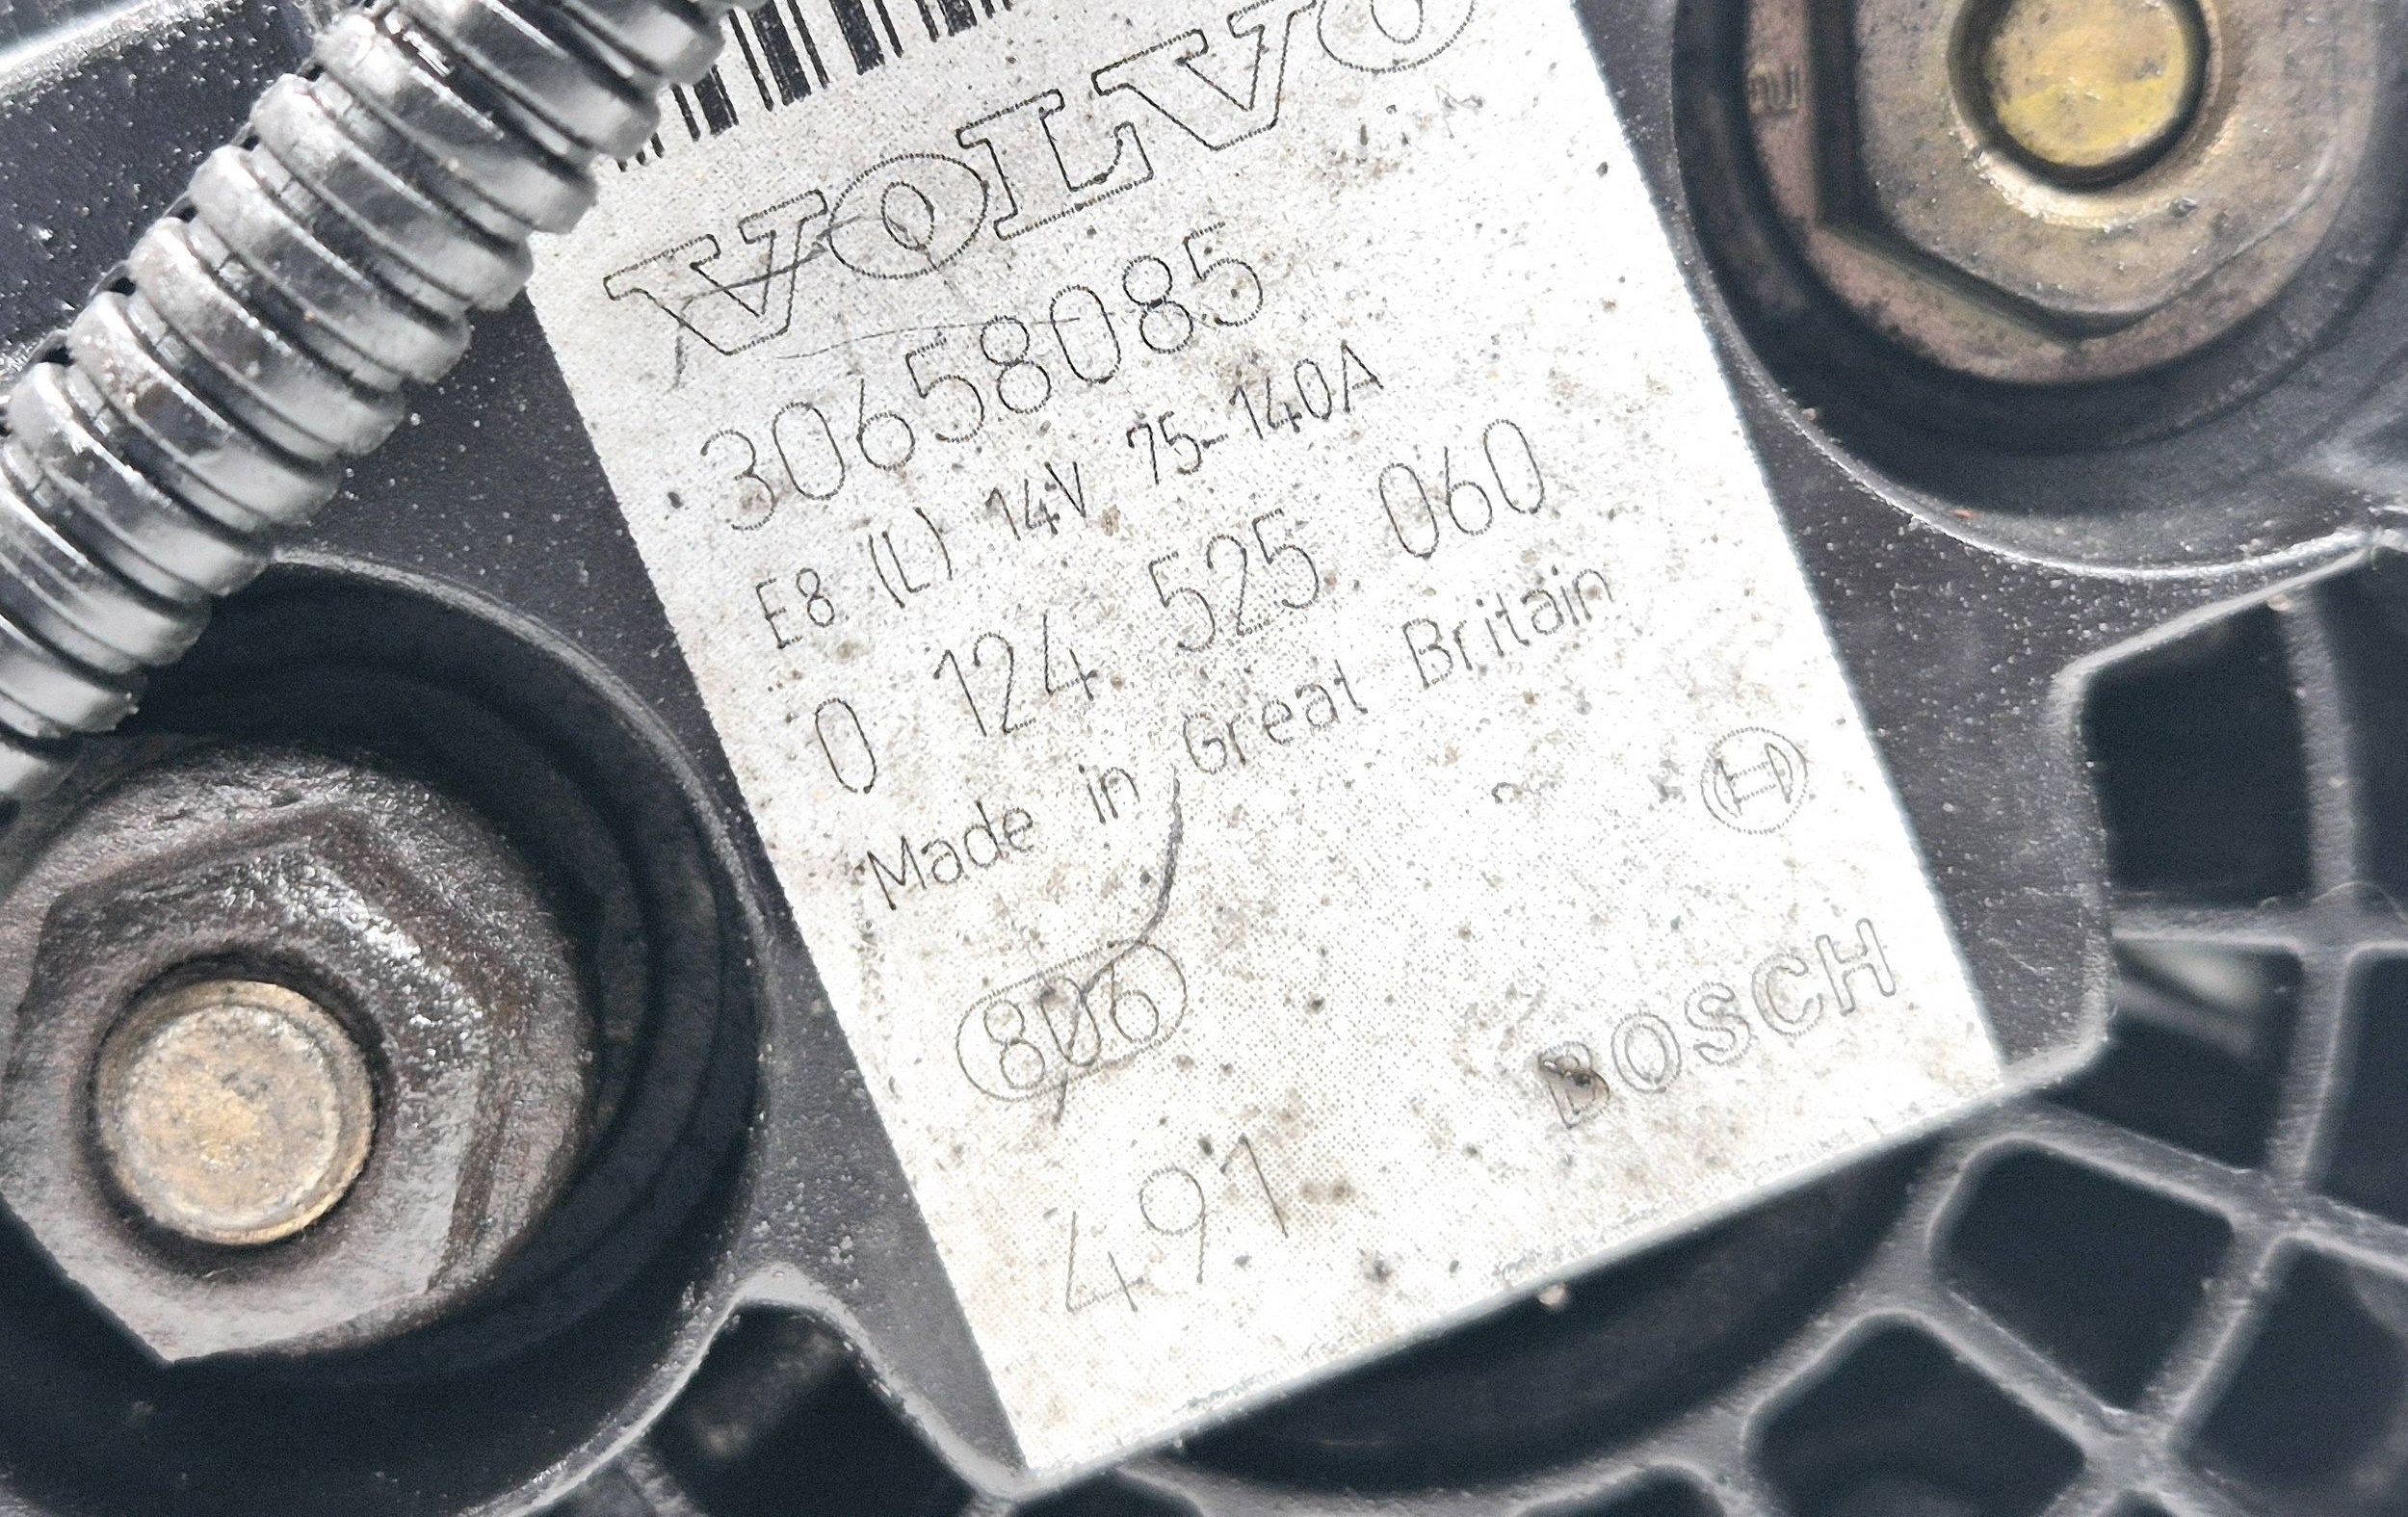 VOLVO
30658085
E8 (L) 14V 75-140A
0 124 525 060
Made in Great Britain
806
BOSCH
491